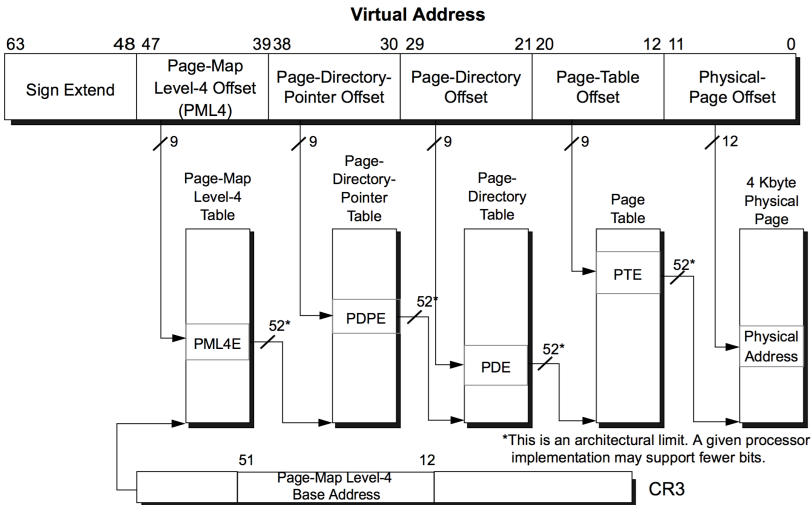 Virtual Address
63 48 47 39 38 30 29 21 20 12 11 0
Sign Extend
Page-Map
Level-4 Offset
(PML4)
Page-Directory-
Pointer Offset
Page-Directory
Offset
Page-Table
Offset
Physical-
Page Offset
9 9 9 9 12
Page-Map
Level-4
Table
Page-
Directory-
Pointer
Table
Page-
Directory
Table
Page
Table
4 Kbyte
Physical
Page
PML4E
52*
PDPE
52*
PDE
52*
PTE
52*
Physical
Address
*This is an architectural limit. A given processor
implementation may support fewer bits.
51 12
Page-Map Level-4
Base Address
CR3